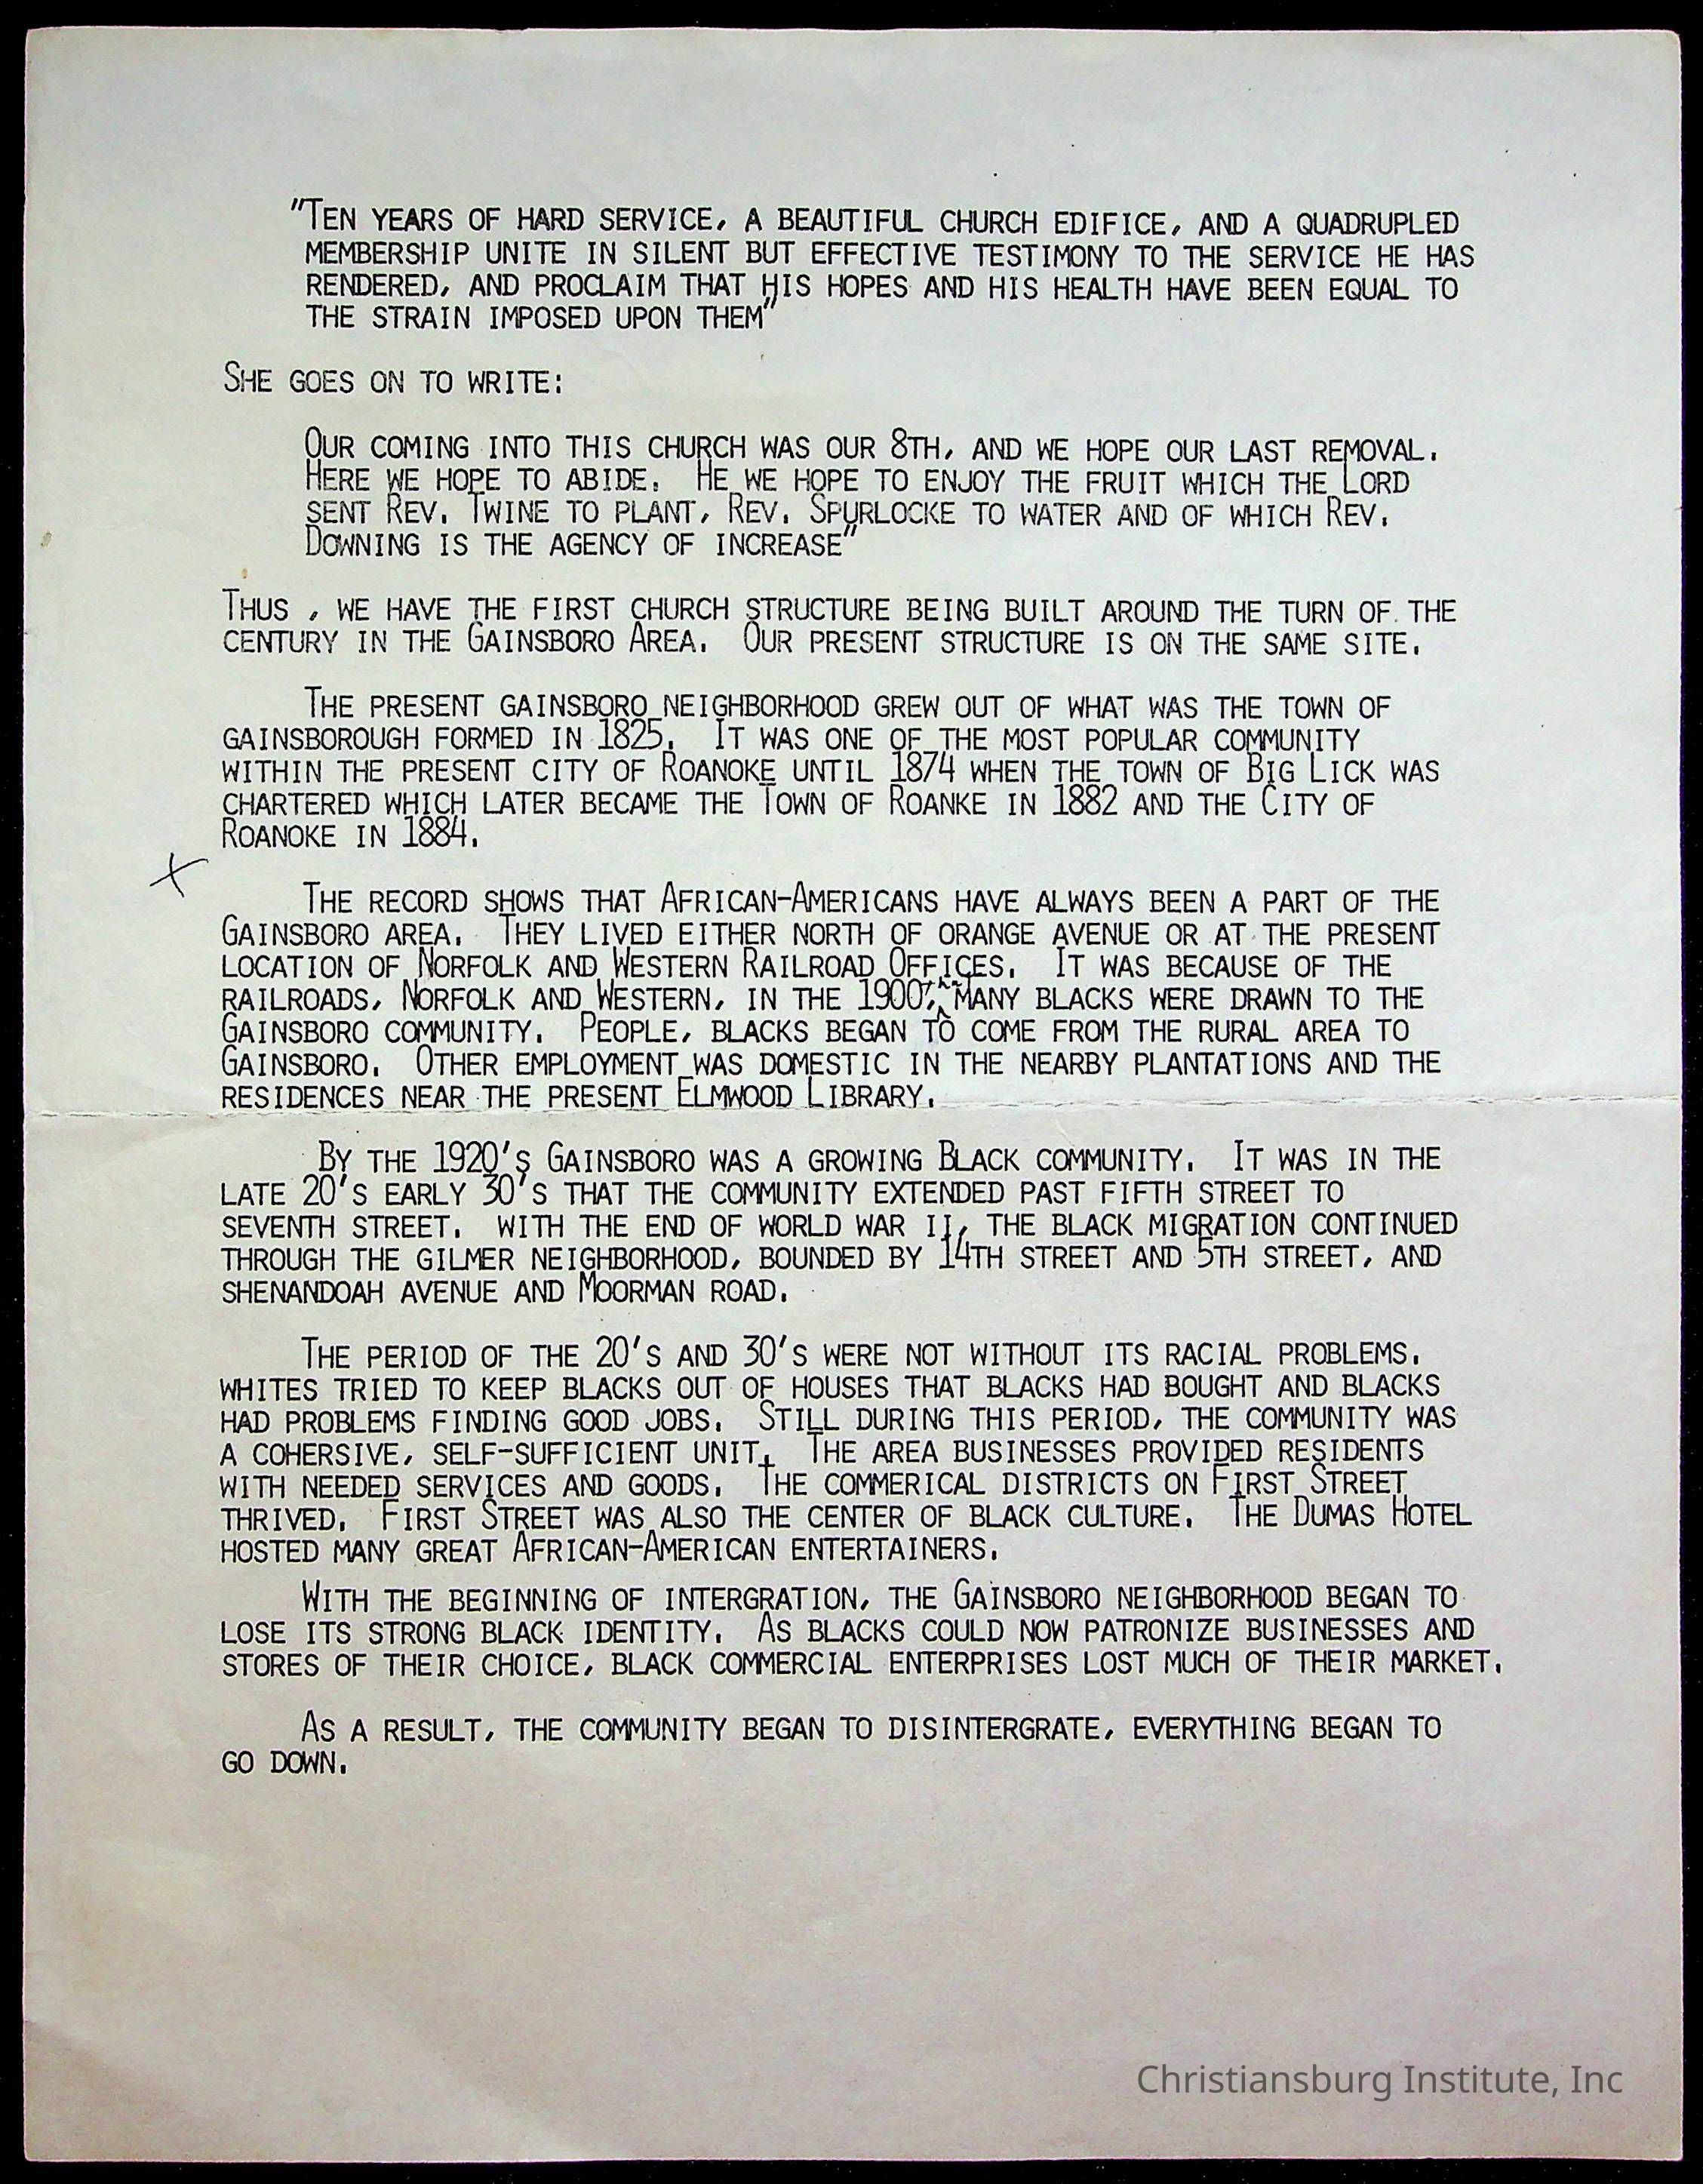 "TEN YEARS OF HARD SERVICE, A BEAUTIFUL CHURCH EDIFICE, AND A QUADRUPLED
MEMBERSHIP UNITE IN SILENT BUT EFFECTIVE TESTIMONY TO THE SERVICE HE HAS
RENDERED, AND PROCLAIM THAT HIS HOPES AND HIS HEALTH HAVE BEEN EQUAL TO
THE STRAIN IMPOSED UPON THEM"
SHE GOES ON TO WRITE:
OUR COMING INTO THIS CHURCH WAS OUR 8TH, AND WE HOPE OUR LAST REMOVAL.
HERE WE HOPE TO ABIDE. HE WE HOPE TO ENJOY THE FRUIT WHICH THE LORD
SENT REV. TWINE TO PLANT, REV. SPURLOCKE TO WATER AND OF WHICH REV.
DOWNING IS THE AGENCY OF INCREASE"
THUS , WE HAVE THE FIRST CHURCH STRUCTURE BEING BUILT AROUND THE TURN OF THE
CENTURY IN THE GAINSBORO AREA. OUR PRESENT STRUCTURE IS ON THE SAME SITE.
THE PRESENT GAINSBORO NEIGHBORHOOD GREW OUT OF WHAT WAS THE TOWN OF
GAINSBOROUGH FORMED IN 1825. IT WAS ONE OF THE MOST POPULAR COMMUNITY
WITHIN THE PRESENT CITY OF ROANOKE UNTIL 1874 WHEN THE TOWN OF BIG LICK WAS
CHARTERED WHICH LATER BECAME THE TOWN OF ROANKE IN 1882 AND THE CITY OF
ROANOKE IN 1884.
THE RECORD SHOWS THAT AFRICAN-AMERICANS HAVE ALWAYS BEEN A PART OF THE
GAINSBORO AREA. THEY LIVED EITHER NORTH OF ORANGE AVENUE OR AT THE PRESENT
LOCATION OF NORFOLK AND WESTERN RAILROAD OFFICES. IT WAS BECAUSE OF THE
RAILROADS, NORFOLK AND WESTERN, IN THE 1900', MANY BLACKS WERE DRAWN TO THE
GAINSBORO COMMUNITY. PEOPLE, BLACKS BEGAN TO COME FROM THE RURAL AREA TO
GAINSBORO. OTHER EMPLOYMENT WAS DOMESTIC IN THE NEARBY PLANTATIONS AND THE
RESIDENCES NEAR THE PRESENT ELMWOOD LIBRARY.
BY THE 1920'S GAINSBORO WAS A GROWING BLACK COMMUNITY. IT WAS IN THE
LATE 20'S EARLY 30'S THAT THE COMMUNITY EXTENDED PAST FIFTH STREET TO
SEVENTH STREET. WITH THE END OF WORLD WAR II, THE BLACK MIGRATION CONTINUED
THROUGH THE GILMER NEIGHBORHOOD, BOUNDED BY 14TH STREET AND 5TH STREET, AND
SHENANDOAH AVENUE AND MOORMAN ROAD.
THE PERIOD OF THE 20'S AND 30'S WERE NOT WITHOUT ITS RACIAL PROBLEMS.
WHITES TRIED TO KEEP BLACKS OUT OF HOUSES THAT BLACKS HAD BOUGHT AND BLACKS
HAD PROBLEMS FINDING GOOD JOBS. STILL DURING THIS PERIOD, THE COMMUNITY WAS
A COHERSIVE, SELF-SUFFICIENT UNIT. THE AREA BUSINESSES PROVIDED RESIDENTS
WITH NEEDED SERVICES AND GOODS. THE COMMERICAL DISTRICTS ON FIRST STREET
THRIVED. FIRST STREET WAS ALSO THE CENTER OF BLACK CULTURE. THE DUMAS HOTEL
HOSTED MANY GREAT AFRICAN-AMERICAN ENTERTAINERS.
WITH THE BEGINNING OF INTERGRATION, THE GAINSBORO NEIGHBORHOOD BEGAN TO
LOSE ITS STRONG BLACK IDENTITY. AS BLACKS COULD NOW PATRONIZE BUSINESSES AND
STORES OF THEIR CHOICE, BLACK COMMERCIAL ENTERPRISES LOST MUCH OF THEIR MARKET.
AS A RESULT, THE COMMUNITY BEGAN TO DISINTERGRATE, EVERYTHING BEGAN TO
GO DOWN.
Christiansburg Institute, Inc